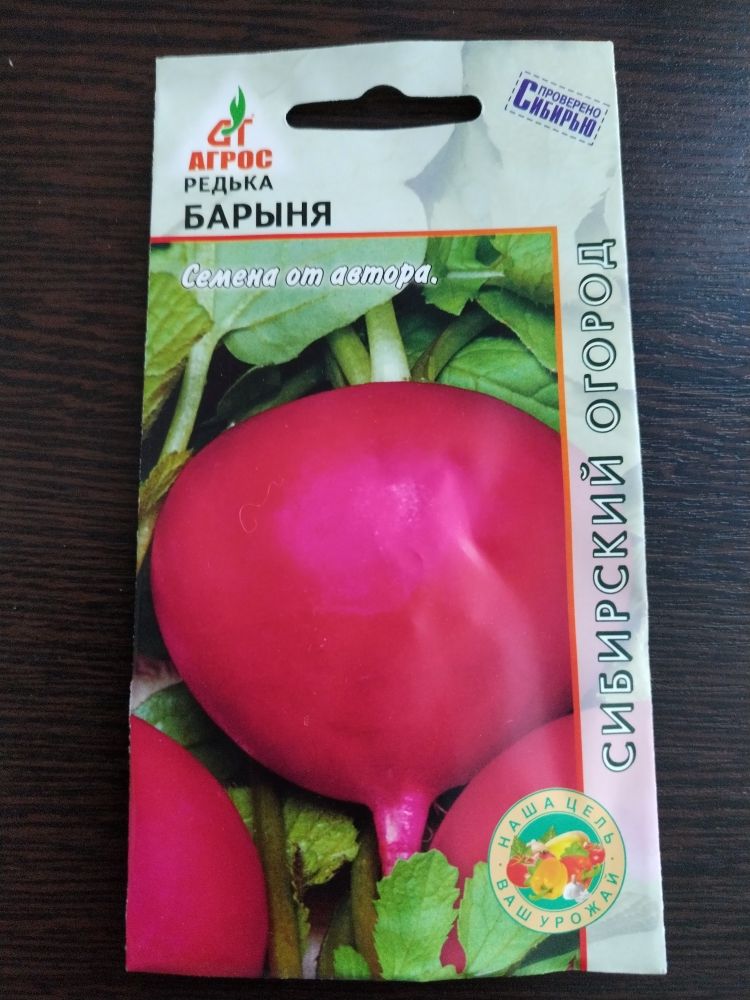 АГРОС
РЕДЬКА
БАРЫНЯ
ПРОВЕРЕНО
СИБИРЬЮ
Семена от автора.
СИБИРСКИЙ ОГОРОД
НАША ЦЕЛЬ
ВАШ УРОЖАЙ